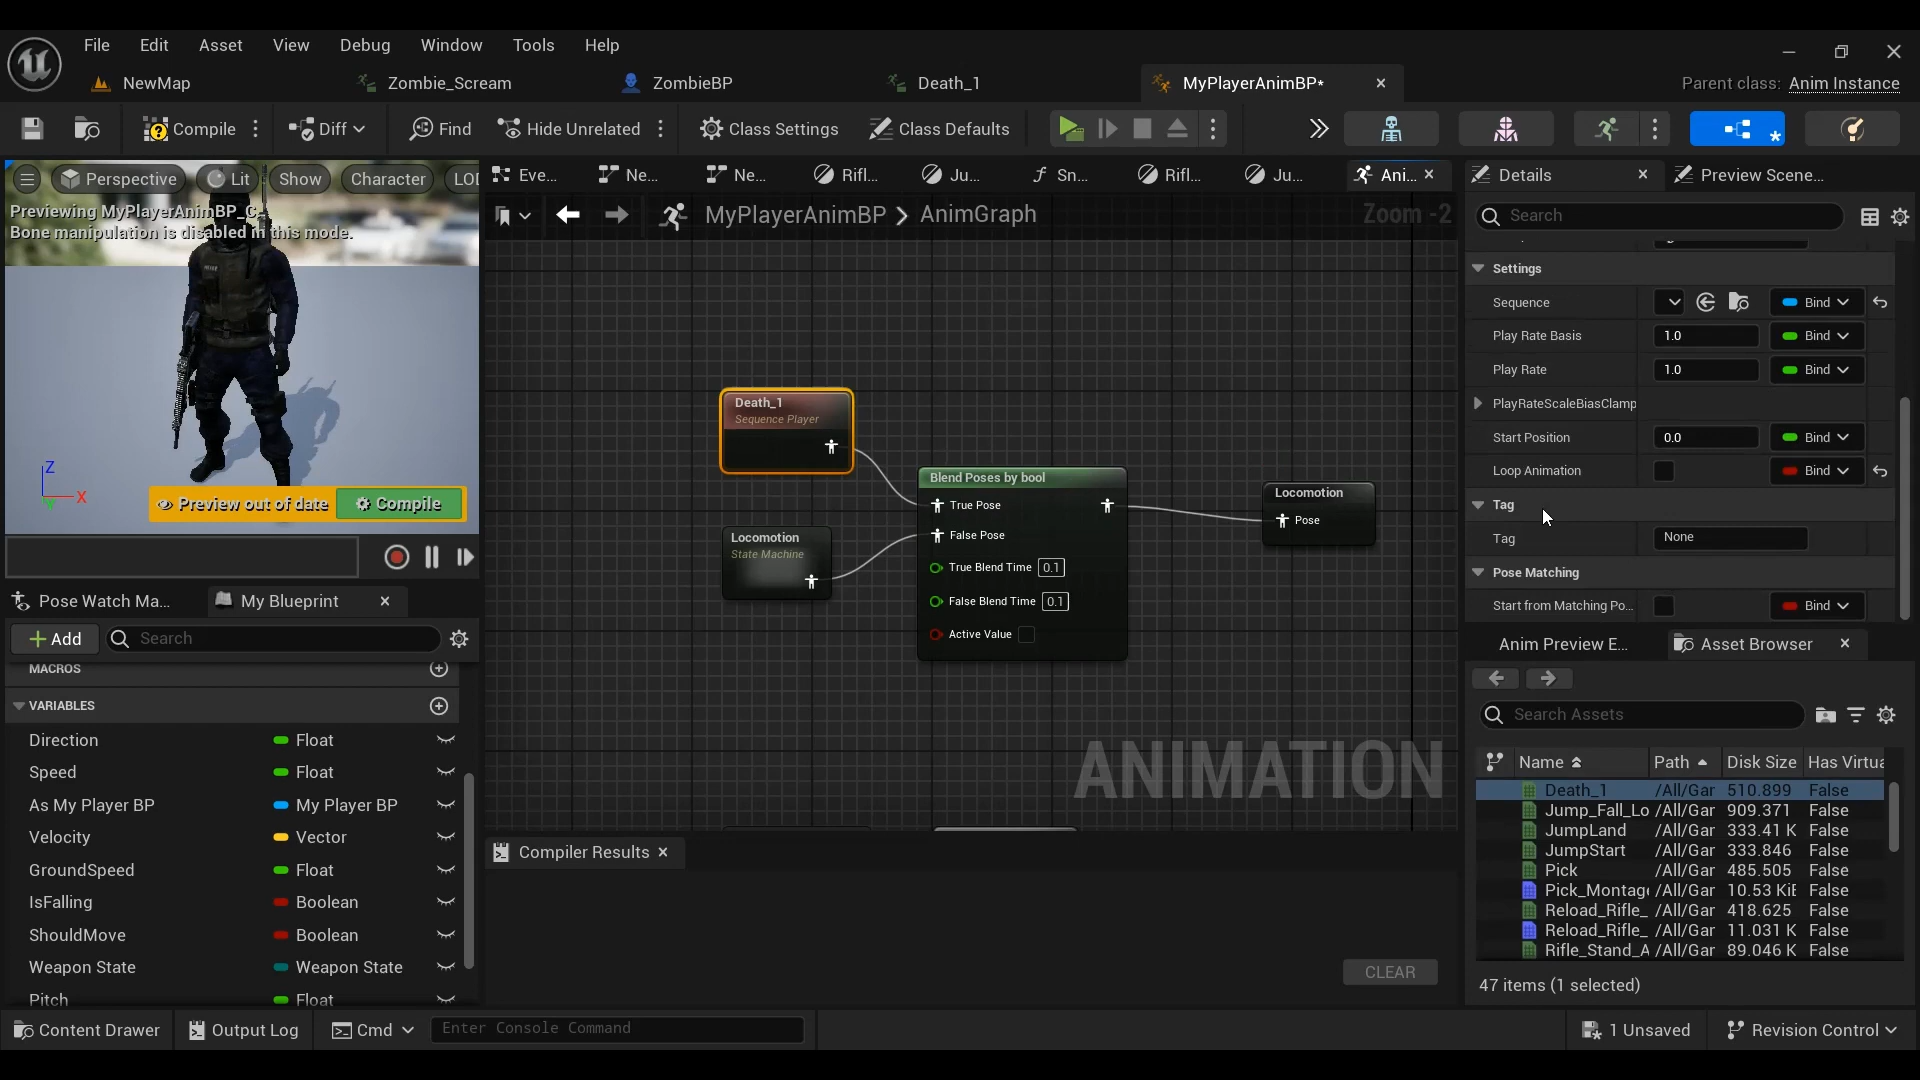 File Edit Asset View Debug Window Tools Help
NewMap Zombie_Scream ZombieBP Death_1 MyPlayerAnimBP* Parent class: Anim Instance
Compile Diff Find Hide Unrelated Class Settings Class Defaults
Perspective Lit Show Character LOD
Previewing MyPlayerAnimBP_C.
Bone manipulation is disabled in this mode.
Z
X
Preview out of date Compile
Pose Watch Ma... My Blueprint
Add Search
MACROS
VARIABLES
Direction Float
Speed Float
As My Player BP My Player BP
Velocity Vector
GroundSpeed Float
IsFalling Boolean
ShouldMove Boolean
Weapon State Weapon State
Pitch Float
Eve... Ne... Ne... Rifl... Ju... Sn... Rifl... Ju... Ani...
MyPlayerAnimBP > AnimGraph Zoom -2
Death_1
Sequence Player
Locomotion
State Machine
Blend Poses by bool
True Pose
False Pose
True Blend Time 0.1
False Blend Time 0.1
Active Value
Locomotion
Pose
ANIMATION
Compiler Results
CLEAR
Details Preview Scene...
Search
Settings
Sequence Bind
Play Rate Basis 1.0 Bind
Play Rate 1.0 Bind
PlayRateScaleBiasClamp
Start Position 0.0 Bind
Loop Animation Bind
Tag
Tag None
Pose Matching
Start from Matching Po... Bind
Anim Preview E... Asset Browser
Search Assets
Name Path Disk Size Has Virtua
Death_1 /All/Gar 510.899 False
Jump_Fall_Lo /All/Gar 909.371 False
JumpLand /All/Gar 333.41 K False
JumpStart /All/Gar 333.846 False
Pick /All/Gar 485.505 False
Pick_Montage /All/Gar 10.53 KiE False
Reload_Rifle_ /All/Gar 418.625 False
Reload_Rifle_ /All/Gar 11.031 K False
Rifle_Stand_A /All/Gar 89.046 K False
47 items (1 selected)
Content Drawer Output Log Cmd Enter Console Command 1 Unsaved Revision Control